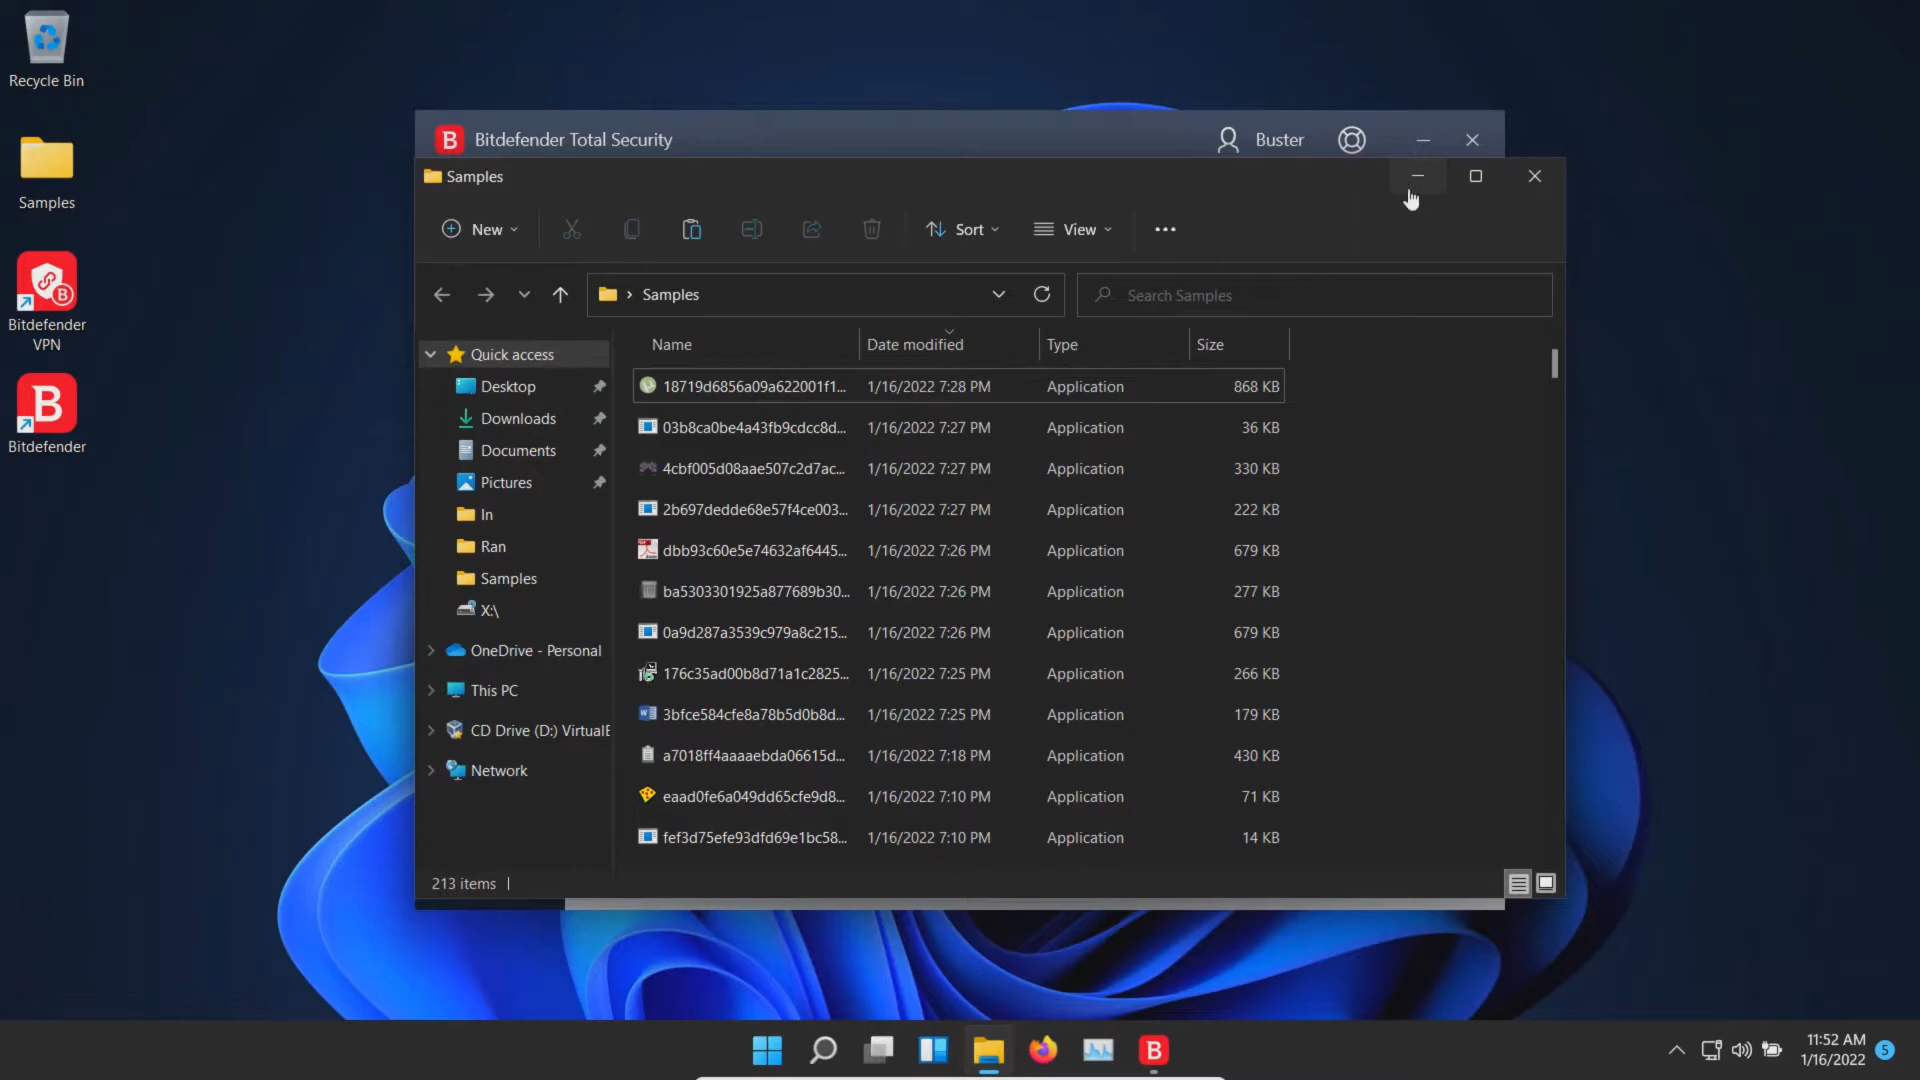 Recycle Bin
Samples
Bitdefender
VPN
Bitdefender
Bitdefender Total Security
Buster
Samples
New
Sort
View
Samples
Search Samples
Quick access
Desktop
Downloads
Documents
Pictures
In
Ran
Samples
X:\
OneDrive - Personal
This PC
CD Drive (D:) VirtualB
Network
Name Date modified Type Size
18719d6856a09a622001f1... 1/16/2022 7:28 PM Application 868 KB
03b8ca0be4a43fb9cdcc8d... 1/16/2022 7:27 PM Application 36 KB
4cbf005d08aae507c2d7ac... 1/16/2022 7:27 PM Application 330 KB
2b697dedde68e57f4ce003... 1/16/2022 7:27 PM Application 222 KB
dbb93c60e5e74632af6445... 1/16/2022 7:26 PM Application 679 KB
ba5303301925a877689b30... 1/16/2022 7:26 PM Application 277 KB
0a9d287a3539c979a8c215... 1/16/2022 7:26 PM Application 679 KB
176c35ad00b8d71a1c2825... 1/16/2022 7:25 PM Application 266 KB
3bfce584cfe8a78b5d0b8d... 1/16/2022 7:25 PM Application 179 KB
a7018ff4aaaaebda06615d... 1/16/2022 7:18 PM Application 430 KB
eaad0fe6a049dd65cfe9d8... 1/16/2022 7:10 PM Application 71 KB
fef3d75efe93dfd69e1bc58... 1/16/2022 7:10 PM Application 14 KB
213 items
11:52 AM
1/16/2022
5